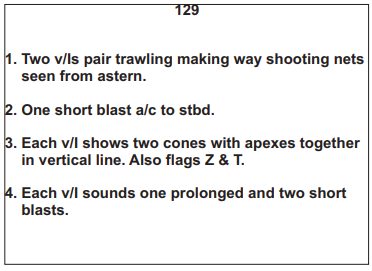 129
1. Two v/ls pair trawling making way shooting nets
seen from astern.
2. One short blast a/c to stbd.
3. Each v/l shows two cones with apexes together
in vertical line. Also flags Z & T.
4. Each v/l sounds one prolonged and two short
blasts.